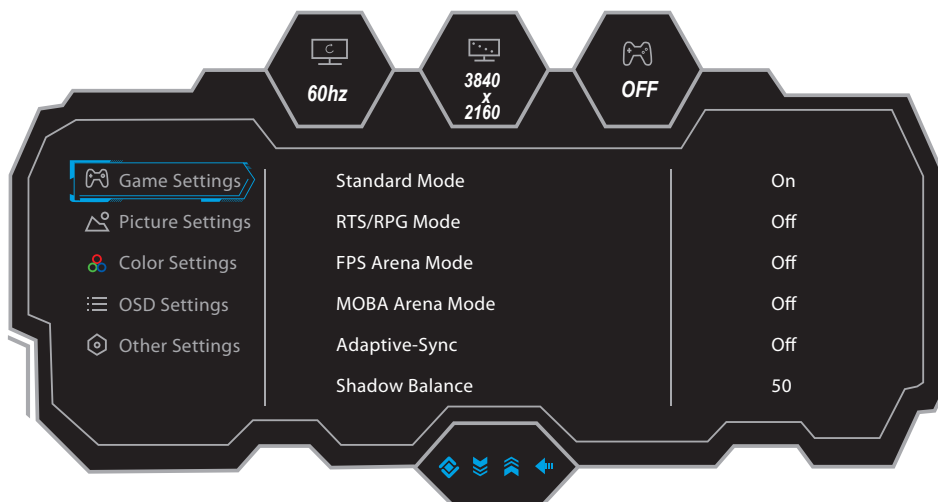 60hz
3840
x
2160
OFF
Game Settings
Standard Mode
On
Picture Settings
RTS/RPG Mode
Off
Color Settings
FPS Arena Mode
Off
OSD Settings
MOBA Arena Mode
Off
Other Settings
Adaptive-Sync
Off
Shadow Balance
50